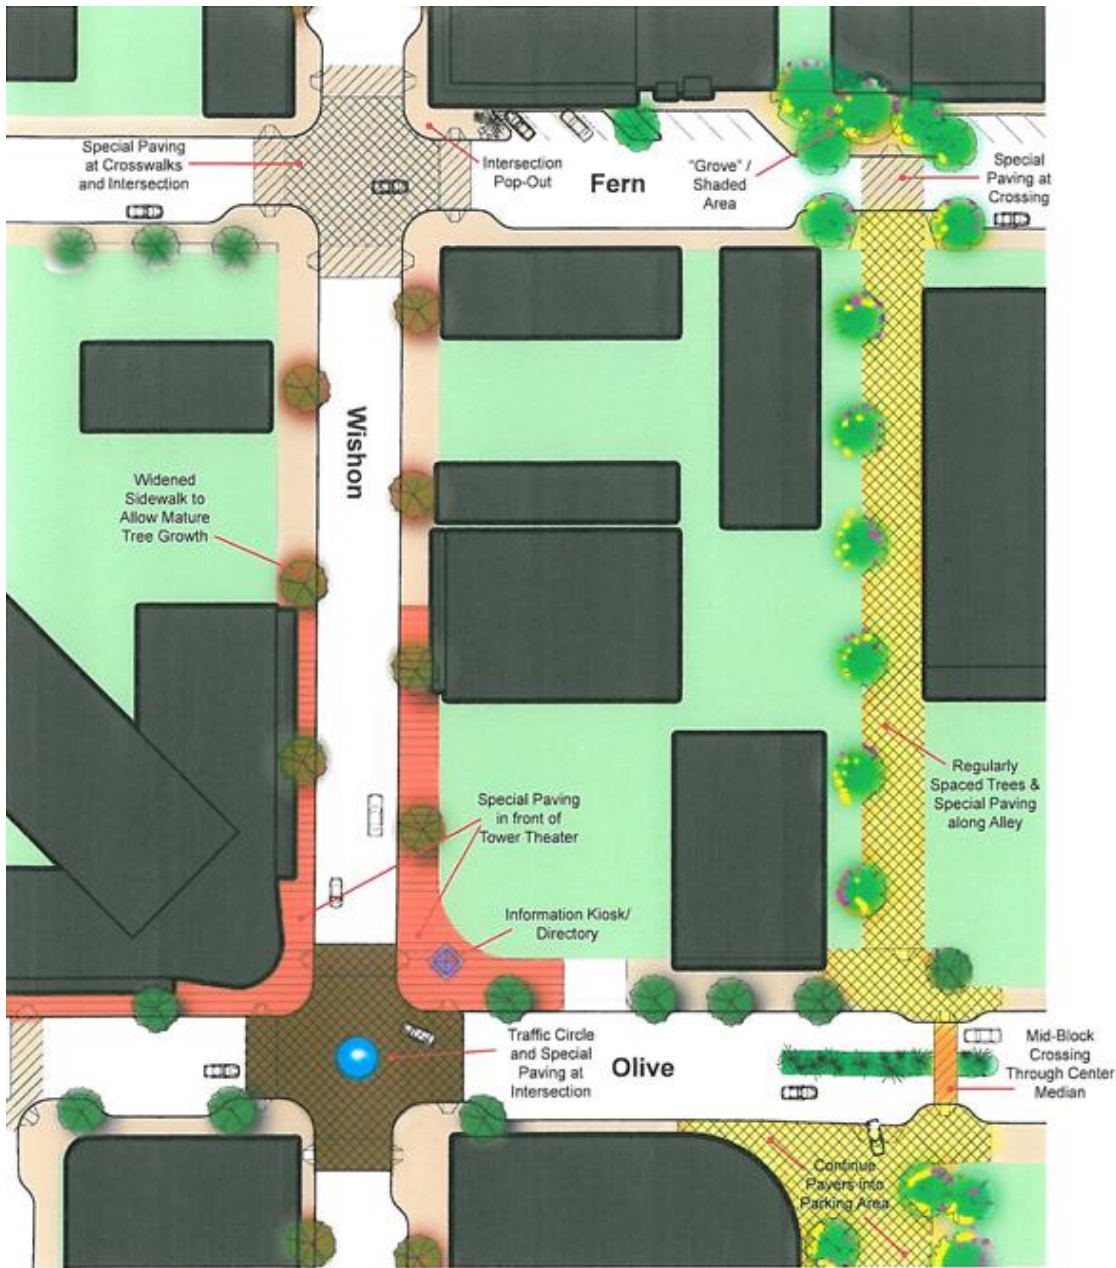 Special Paving
at Crosswalks
and Intersection
Intersection
Pop-Out
Fern
"Grove" /
Shaded
Area
Special
Paving at
Crossing
Wishon
Widened
Sidewalk to
Allow Mature
Tree Growth
Special Paving
in front of
Tower Theater
Regularly
Spaced Trees &
Special Paving
along Alley
Information Kiosk/
Directory
Traffic Circle
and Special
Paving at
Intersection
Olive
Mid-Block
Crossing
Through Center
Median
Continue
Pavers into
Parking Area